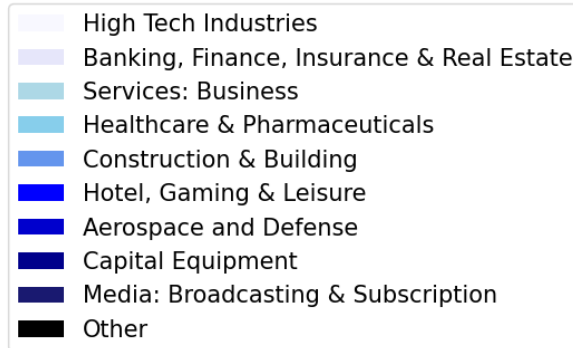 High Tech Industries
Banking, Finance, Insurance & Real Estate
Services: Business
Healthcare & Pharmaceuticals
Construction & Building
Hotel, Gaming & Leisure
Aerospace and Defense
Capital Equipment
Media: Broadcasting & Subscription
Other